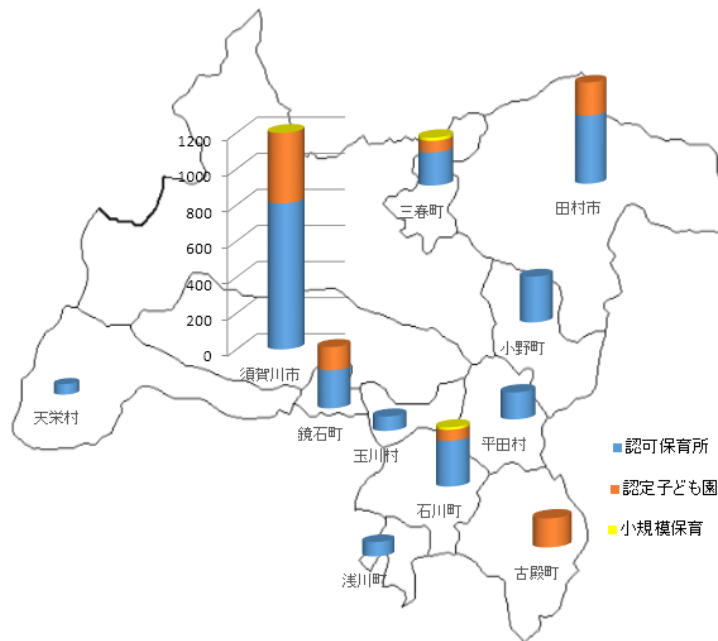 1200
1000
800
600
400
200
0
三春町
田村市
小野町
須賀川市
天栄村
鏡石町
玉川村
平田村
石川町
浅川町
古殿町
認可保育所
認定子ども園
小規模保育